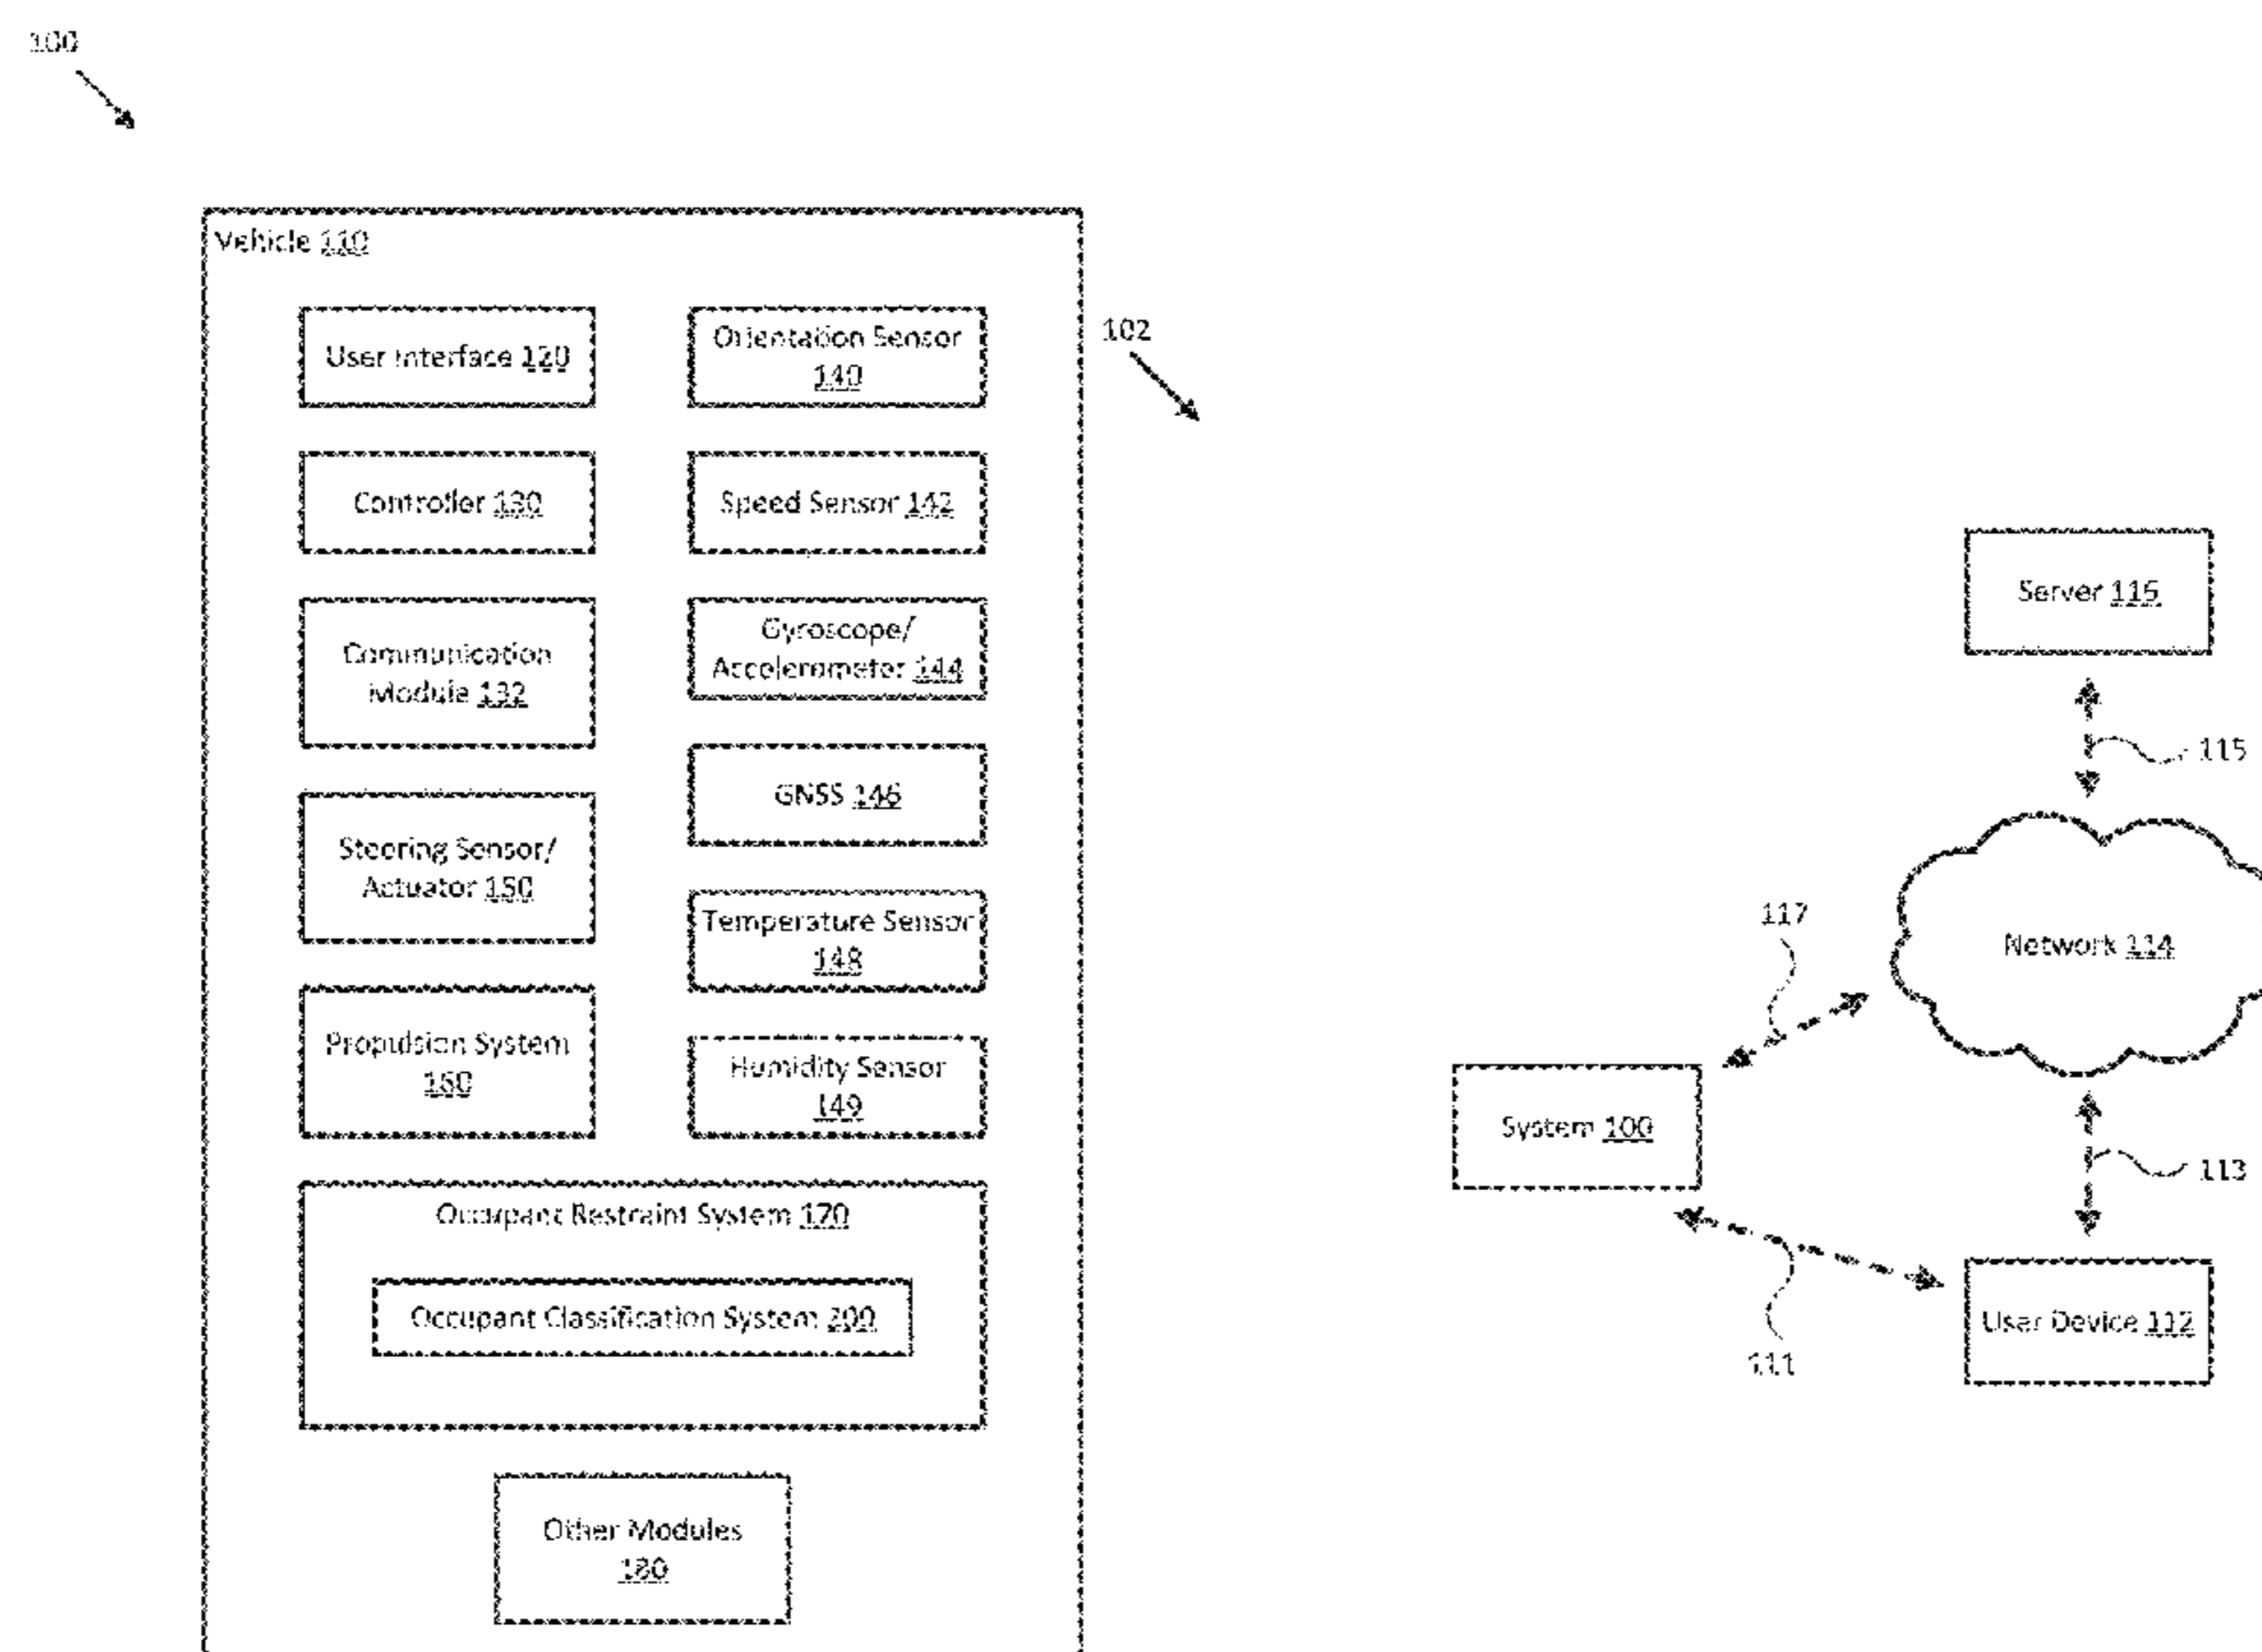 100
Vehicle 110
User Interface 120
Orientation Sensor
140
102
Controller 130
Speed Sensor 142
Communication
Module 132
Gyroscope/
Accelerometer 144
GNSS 146
Steering Sensor/
Actuator 150
Temperature Sensor
148
Propulsion System
160
Humidity Sensor
149
Occupant Restraint System 170
Occupant Classification System 200
Other Modules
180
Server 116
115
Network 114
117
System 100
113
User Device 112
111